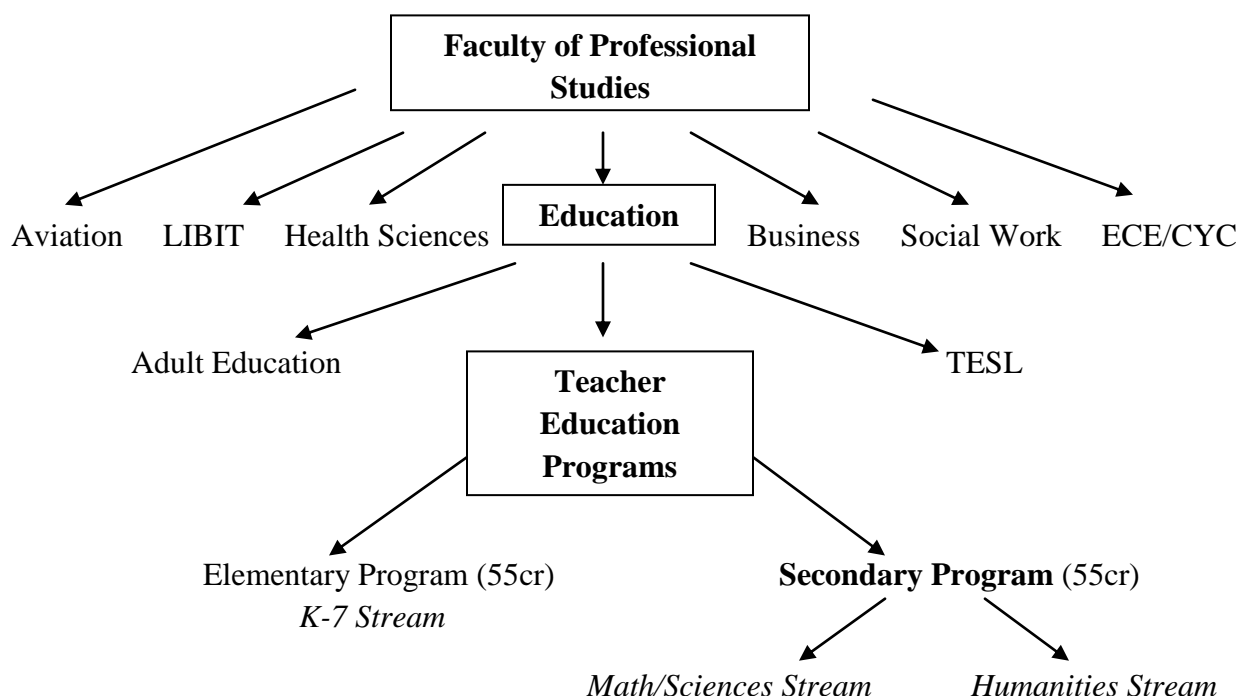 Faculty of Professional
Studies
Aviation LIBIT Health Sciences Education Business Social Work ECE/CYC
Adult Education TESL
Teacher
Education
Programs
Elementary Program (55cr) Secondary Program (55cr)
K-7 Stream
Math/Sciences Stream Humanities Stream